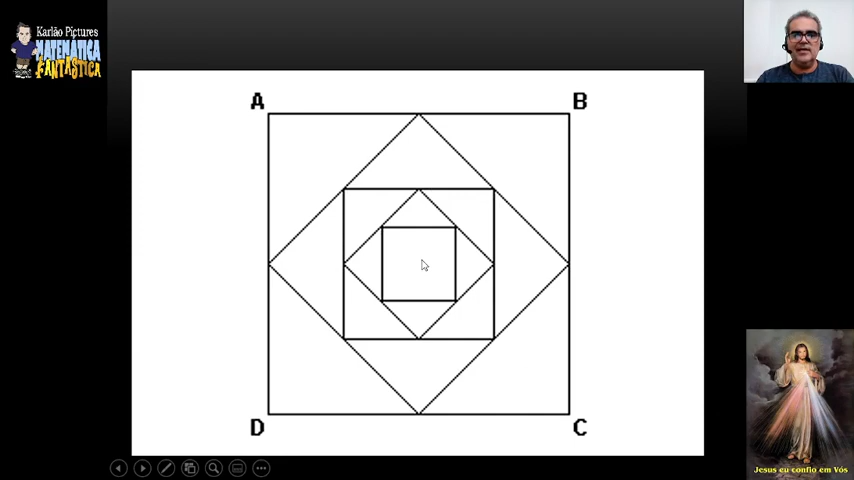 Karlão Pictures
MATEMÁTICA
FANTÁSTICA
A
B
D
C
Jesus eu confio em Vós